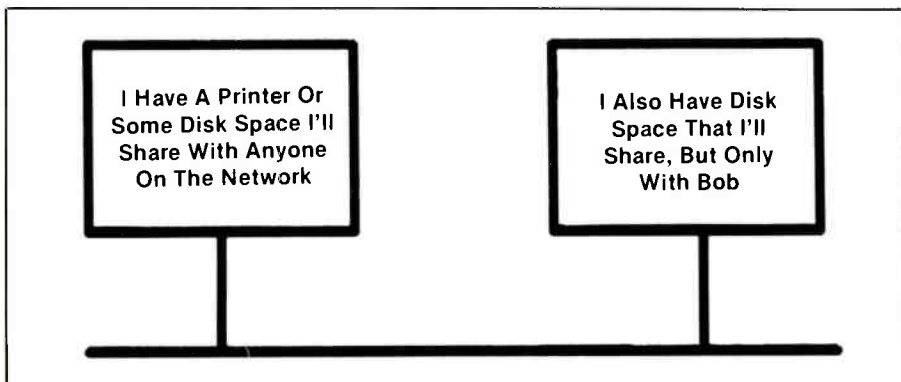 I Have A Printer Or
Some Disk Space I'll
Share With Anyone
On The Network
I Also Have Disk
Space That I'll
Share, But Only
With Bob